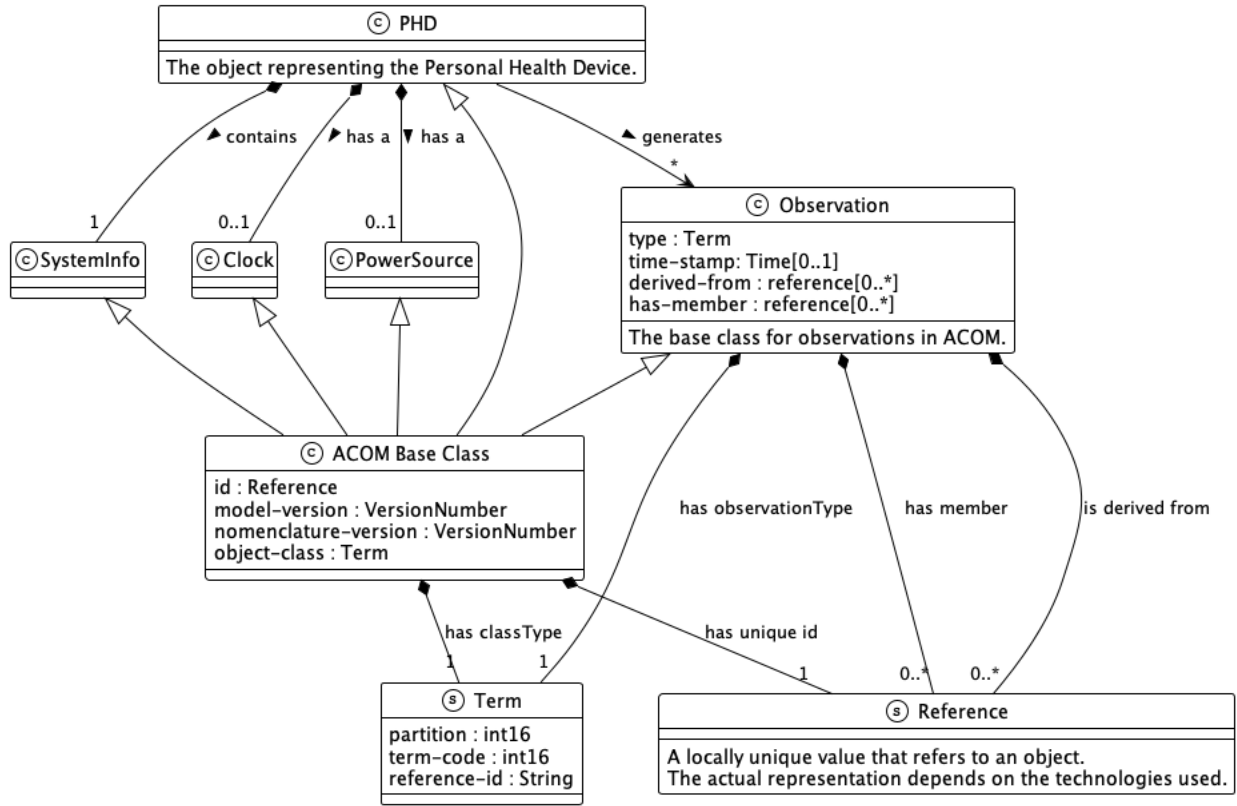 C PHD
The object representing the Personal Health Device.
contains
has a
has a
generates
*
1
0..1
0..1
C Observation
type : Term
time-stamp: Time[0..1]
derived-from : reference[0..*]
has-member : reference[0..*]
The base class for observations in ACOM.
C SystemInfo
C Clock
C PowerSource
C ACOM Base Class
id : Reference
model-version : VersionNumber
nomenclature-version : VersionNumber
object-class : Term
has observationType
has member
is derived from
has classType
has unique id
1
1
1
0..*
0..*
S Term
partition : int16
term-code : int16
reference-id : String
S Reference
A locally unique value that refers to an object.
The actual representation depends on the technologies used.